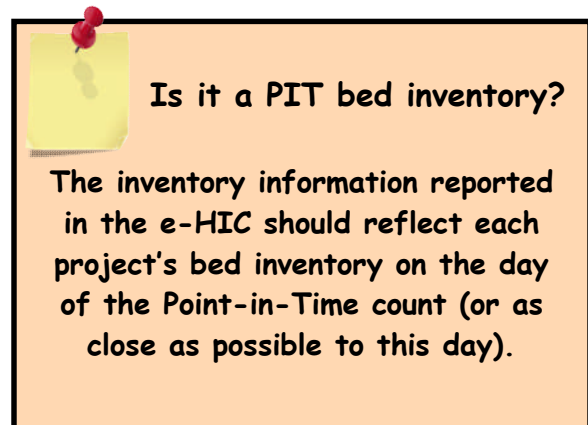 Is it a PIT bed inventory?
The inventory information reported
in the e-HIC should reflect each
project's bed inventory on the day
of the Point-in-Time count (or as
close as possible to this day).